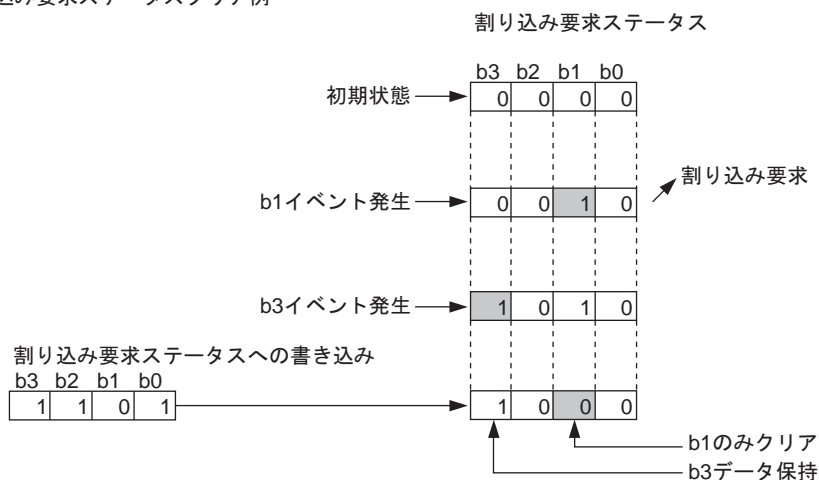 割り込み要求ステータス
b3 b2 b1 b0
初期状態 0 0 0 0
b1イベント発生 0 0 1 0 割り込み要求
b3イベント発生 1 0 1 0
割り込み要求ステータスへの書き込み
b3 b2 b1 b0
1 1 0 1 1 0 0 0
b1のみクリア
b3データ保持